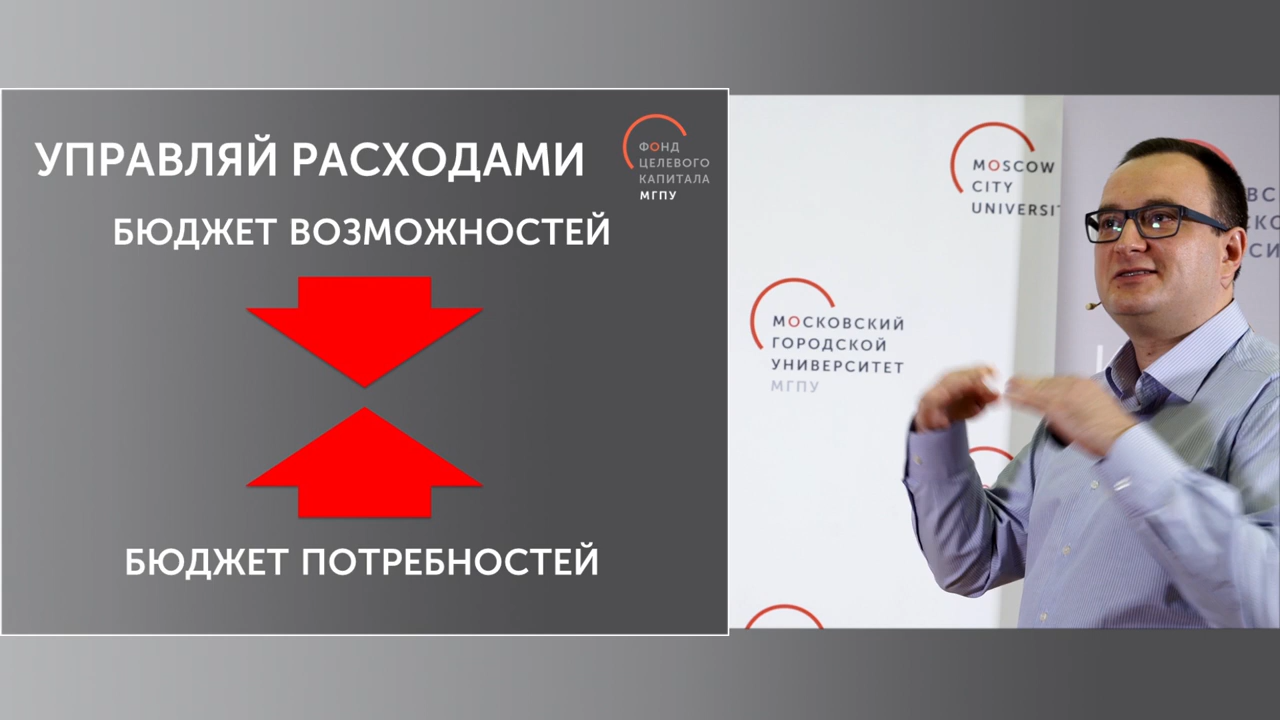 УПРАВЛЯЙ РАСХОДАМИ
ФОНД
ЦЕЛЕВОГО
КАПИТАЛА
МГПУ
БЮДЖЕТ ВОЗМОЖНОСТЕЙ
БЮДЖЕТ ПОТРЕБНОСТЕЙ
MOSCOW
CITY
UNIVERSIT
МОСКОВСКИЙ
ГОРОДСКОЙ
УНИВЕРСИТЕТ
МГПУ